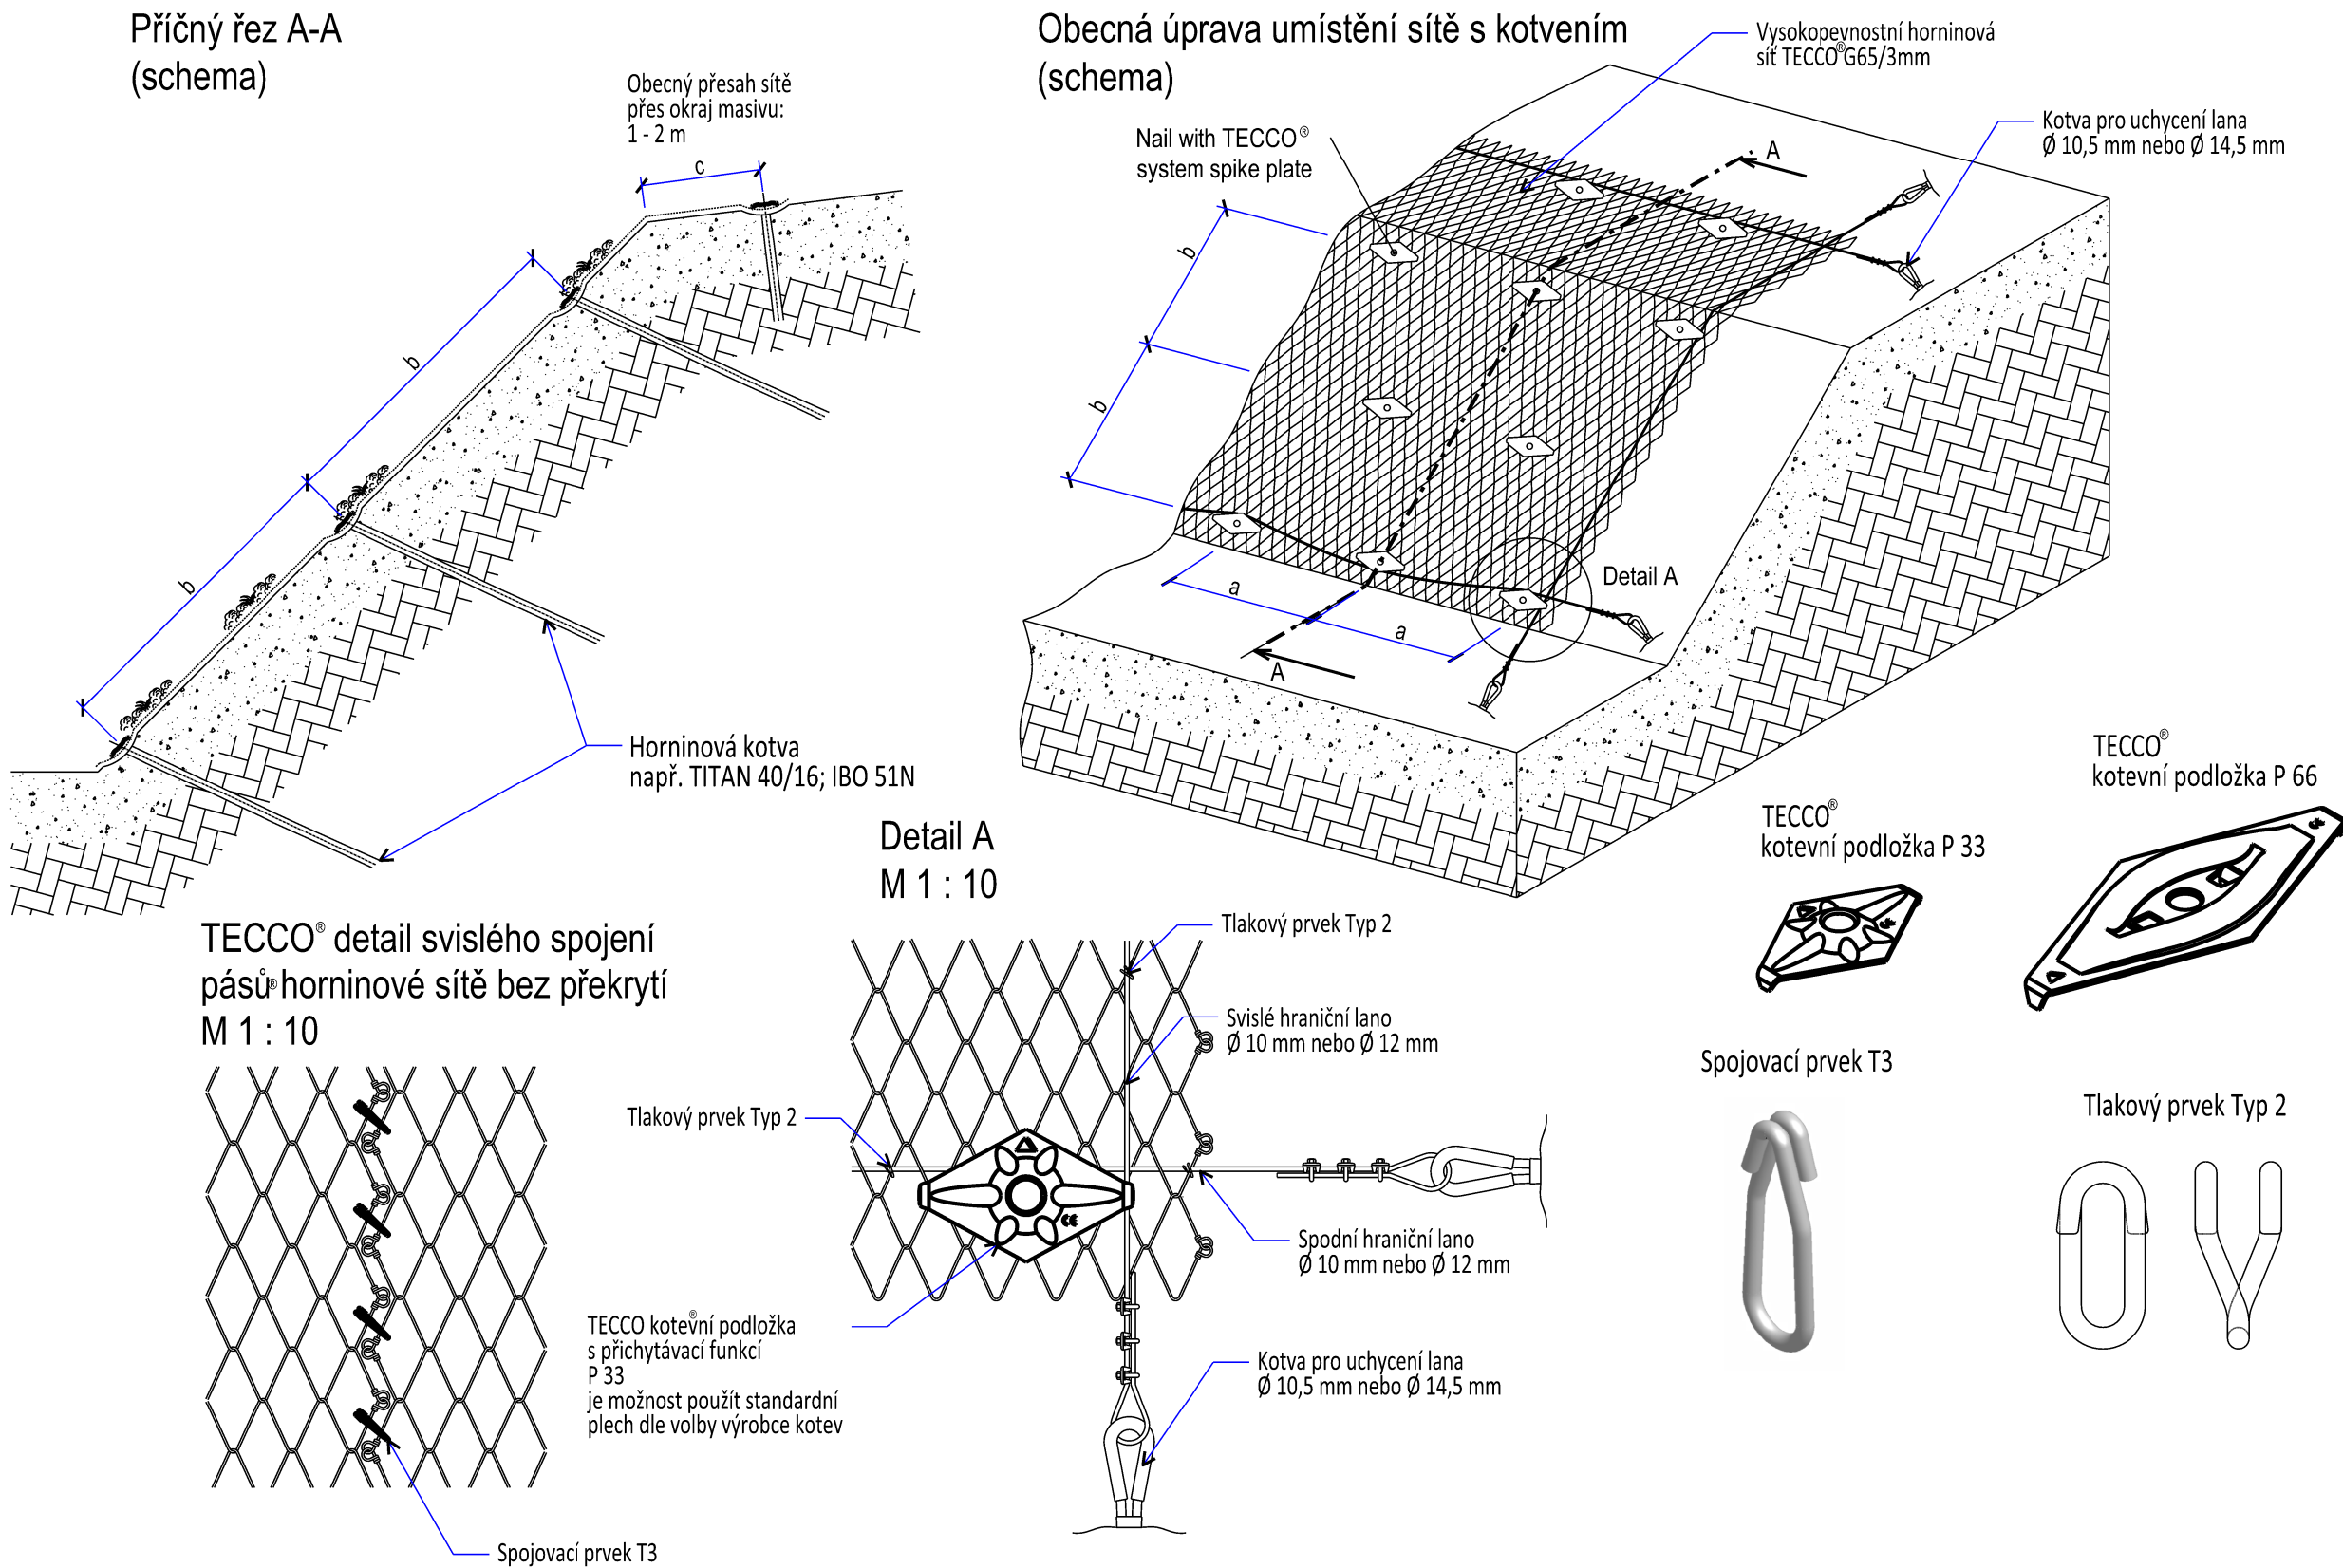 Příčný řez A-A
(schema)
Obecný přesah sítě
přes okraj masivu:
1 - 2 m
c
b
b
Horninová kotva
např. TITAN 40/16; IBO 51N
Obecná úprava umístění sítě s kotvením
(schema)
Vysokopevnostní horninová
síť TECCO®G65/3mm
Nail with TECCO®
system spike plate
Kotva pro uchycení lana
Ø 10,5 mm nebo Ø 14,5 mm
A
b
b
a
a
A
Detail A
TECCO®
kotevní podložka P 66
TECCO®
kotevní podložka P 33
Detail A
M 1 : 10
Tlakový prvek Typ 2
Svislé hraniční lano
Ø 10 mm nebo Ø 12 mm
Tlakový prvek Typ 2
Spodní hraniční lano
Ø 10 mm nebo Ø 12 mm
TECCO kotevní® podložka
s přichytávací funkcí
P 33
je možnost použít standardní
plech dle volby výrobce kotev
Kotva pro uchycení lana
Ø 10,5 mm nebo Ø 14,5 mm
TECCO® detail svislého spojení
pásů® horninové sítě bez překrytí
M 1 : 10
Spojovací prvek T3
Spojovací prvek T3
Tlakový prvek Typ 2
CE
CE
CE